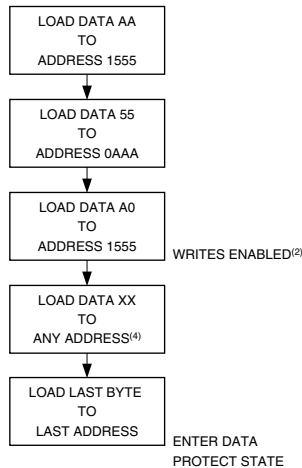 LOAD DATA AA
TO
ADDRESS 1555
LOAD DATA 55
TO
ADDRESS 0AAA
LOAD DATA A0
TO
ADDRESS 1555
WRITES ENABLED(2)
LOAD DATA XX
TO
ANY ADDRESS(4)
LOAD LAST BYTE
TO
LAST ADDRESS
ENTER DATA
PROTECT STATE